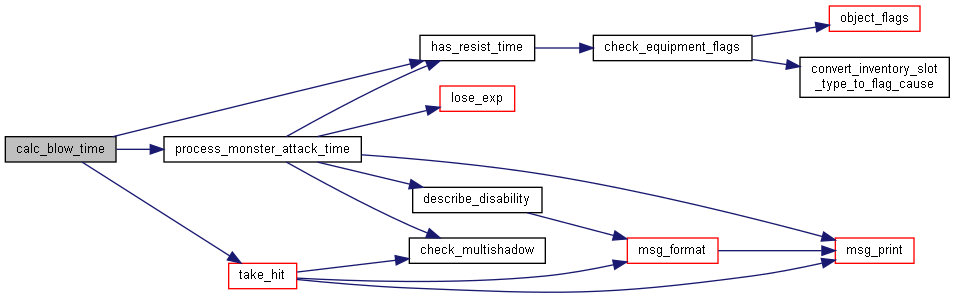 calc_blow_time
has_resist_time
check_equipment_flags
object_flags
convert_inventory_slot
_type_to_flag_cause
process_monster_attack_time
lose_exp
describe_disability
check_multishadow
msg_format
msg_print
take_hit